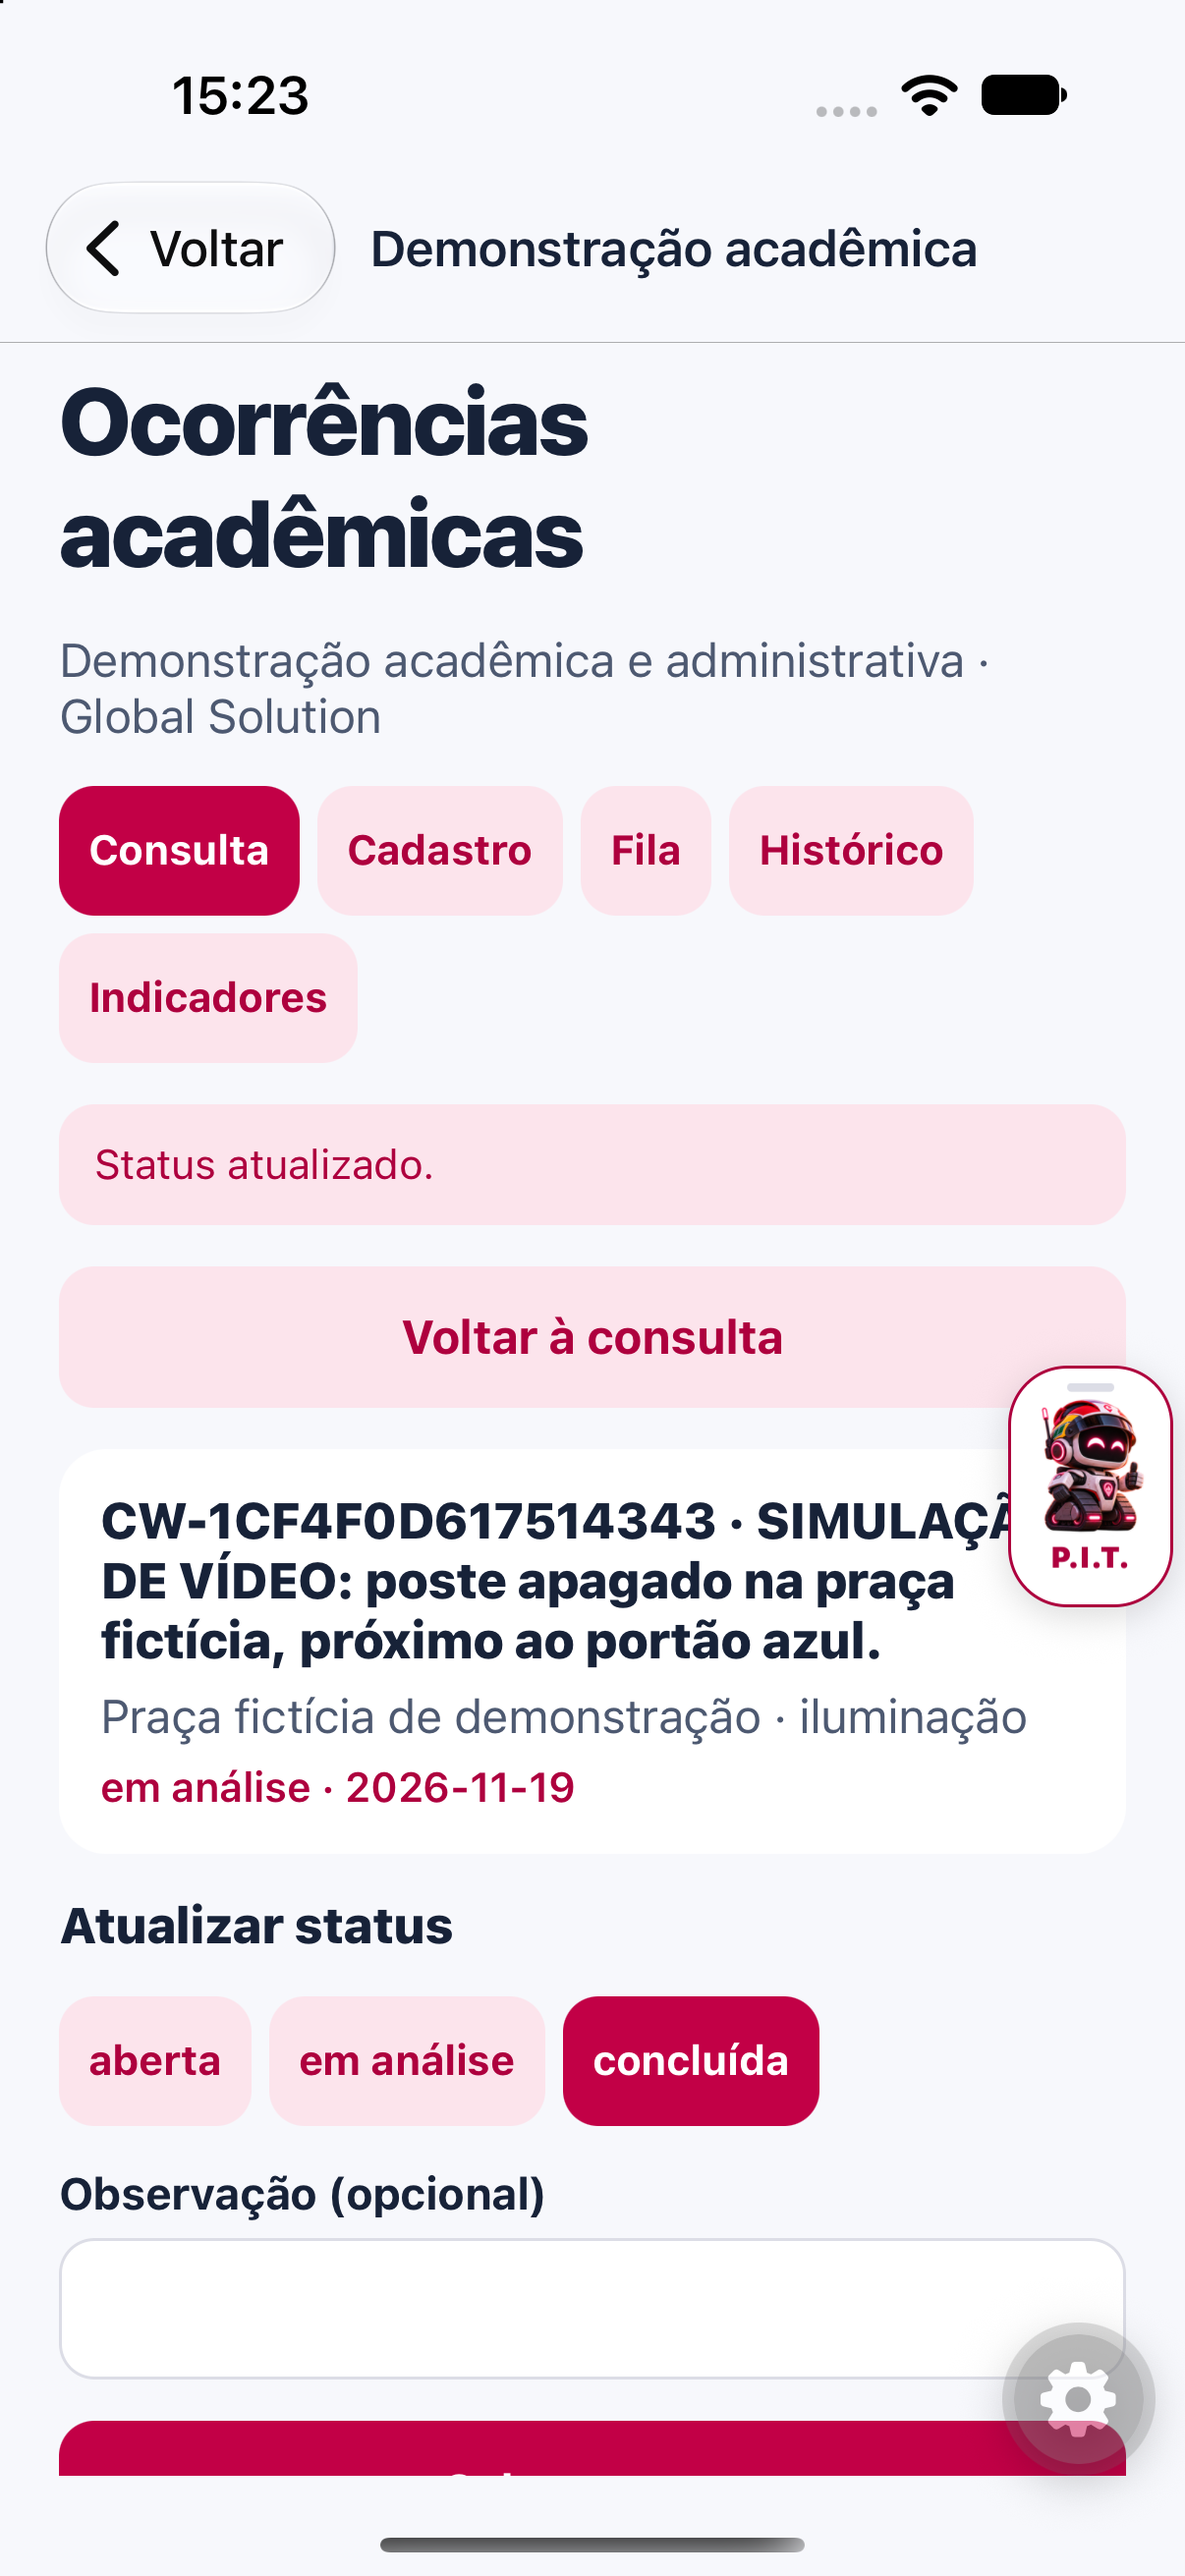 15:23
Voltar
Demonstração acadêmica
Ocorrências
acadêmicas
Demonstração acadêmica e administrativa ·
Global Solution
Consulta
Cadastro
Fila
Histórico
Indicadores
Status atualizado.
Voltar à consulta
CW-1CF4F0D617514343 · SIMULAÇÃ
DE VÍDEO: poste apagado na praça
fictícia, próximo ao portão azul.
P.I.T.
Praça fictícia de demonstração · iluminação
em análise · 2026-11-19
Atualizar status
aberta
em análise
concluída
Observação (opcional)